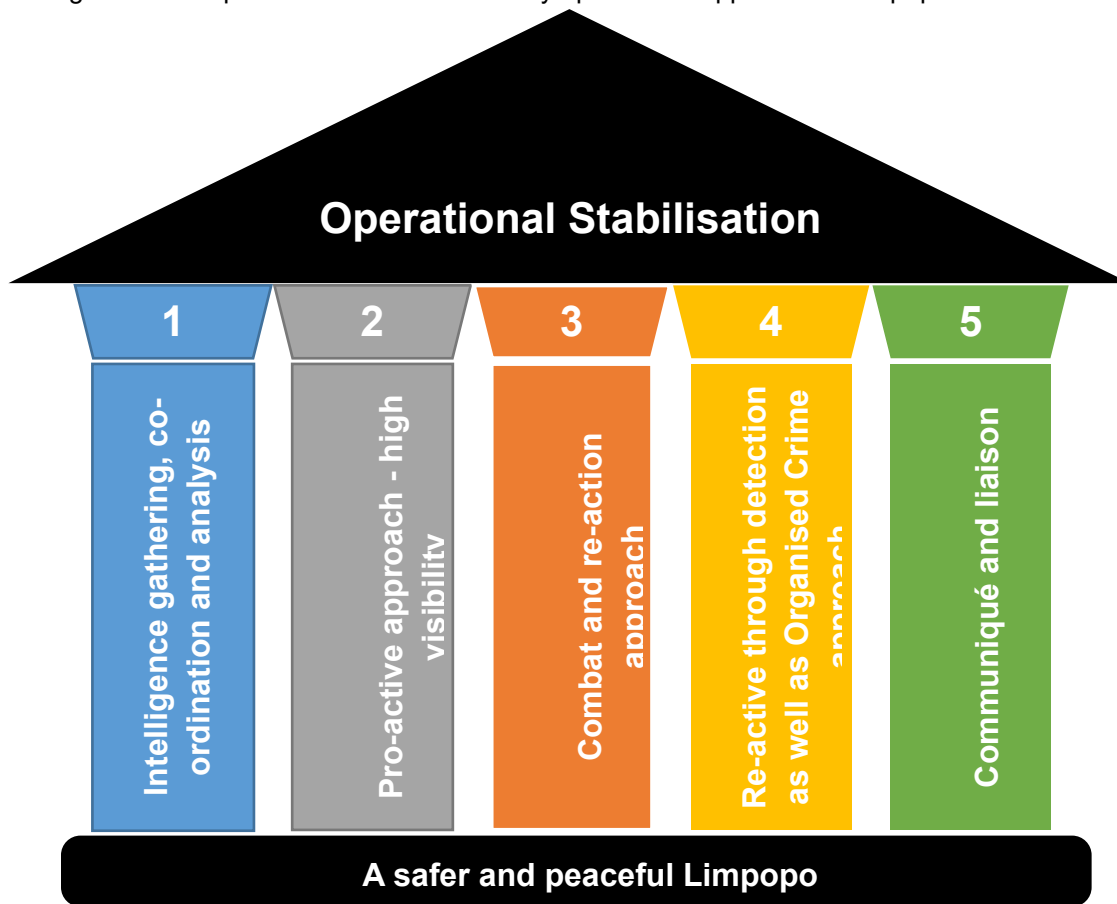 Operational Stabilisation
1
2
3
4
5
Intelligence gathering, co-
ordination and analysis
Pro-active approach - high
visibility
Combat and re-action
approach
Re-active through detection
as well as Organised Crime
approach
Communiqué and liaison
A safer and peaceful Limpopo